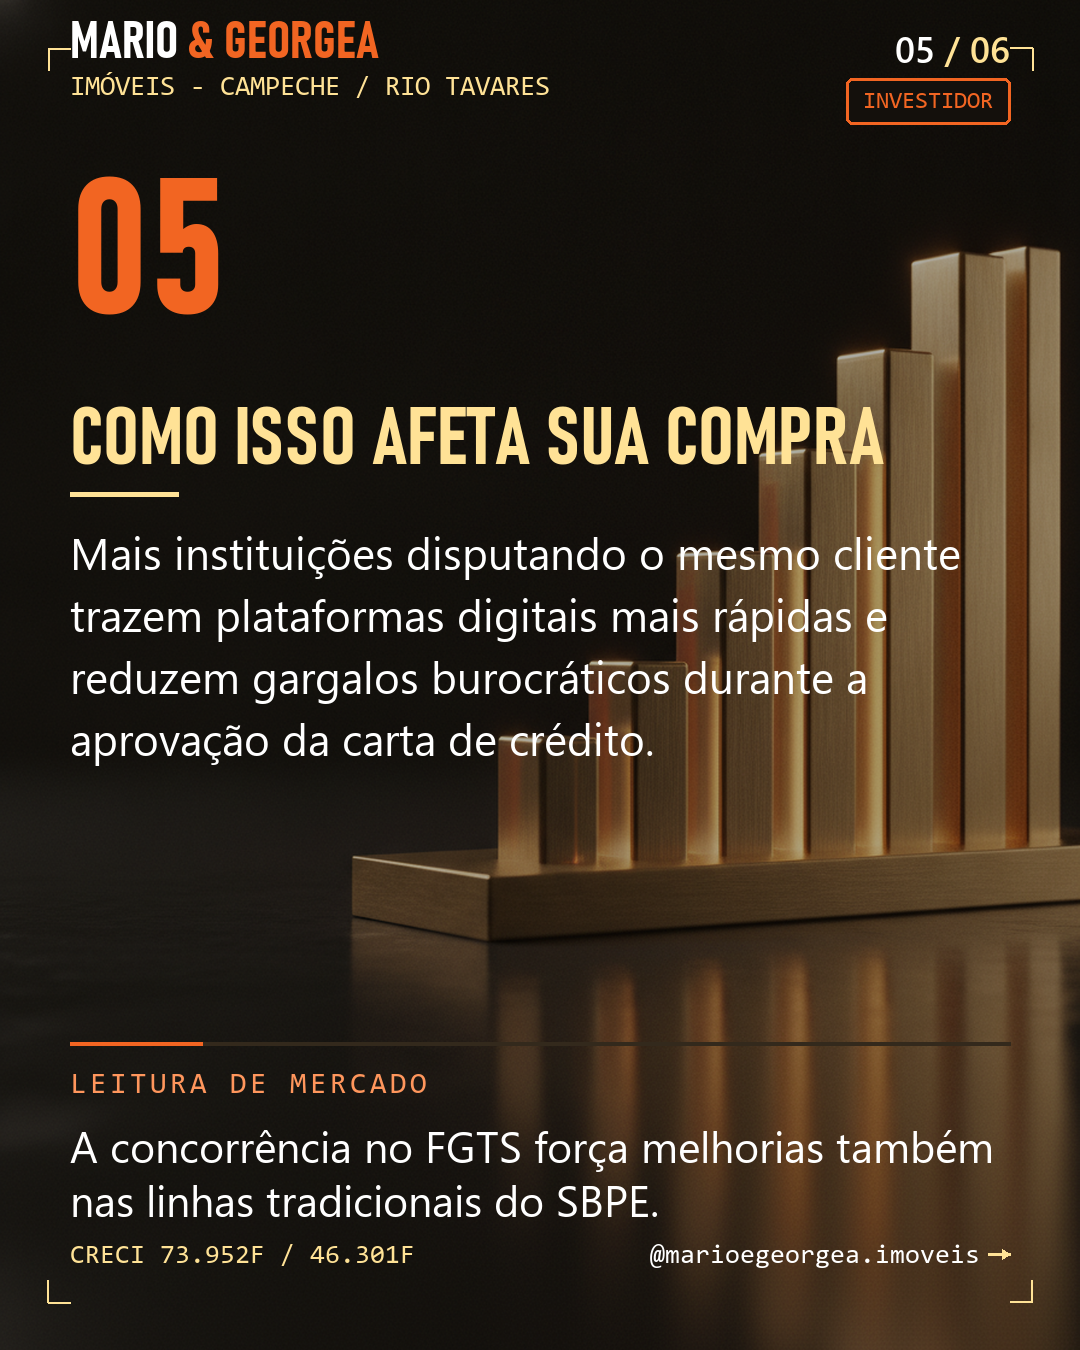 MARIO & GEORGEA
IMÓVEIS - CAMPECHE / RIO TAVARES
05 / 06
INVESTIDOR
05
COMO ISSO AFETA SUA COMPRA
Mais instituições disputando o mesmo cliente
trazem plataformas digitais mais rápidas e
reduzem gargalos burocráticos durante a
aprovação da carta de crédito.
LEITURA DE MERCADO
A concorrência no FGTS força melhorias também
nas linhas tradicionais do SBPE.
CRECI 73.952F / 46.301F
@marioegeorgea.imoveis →